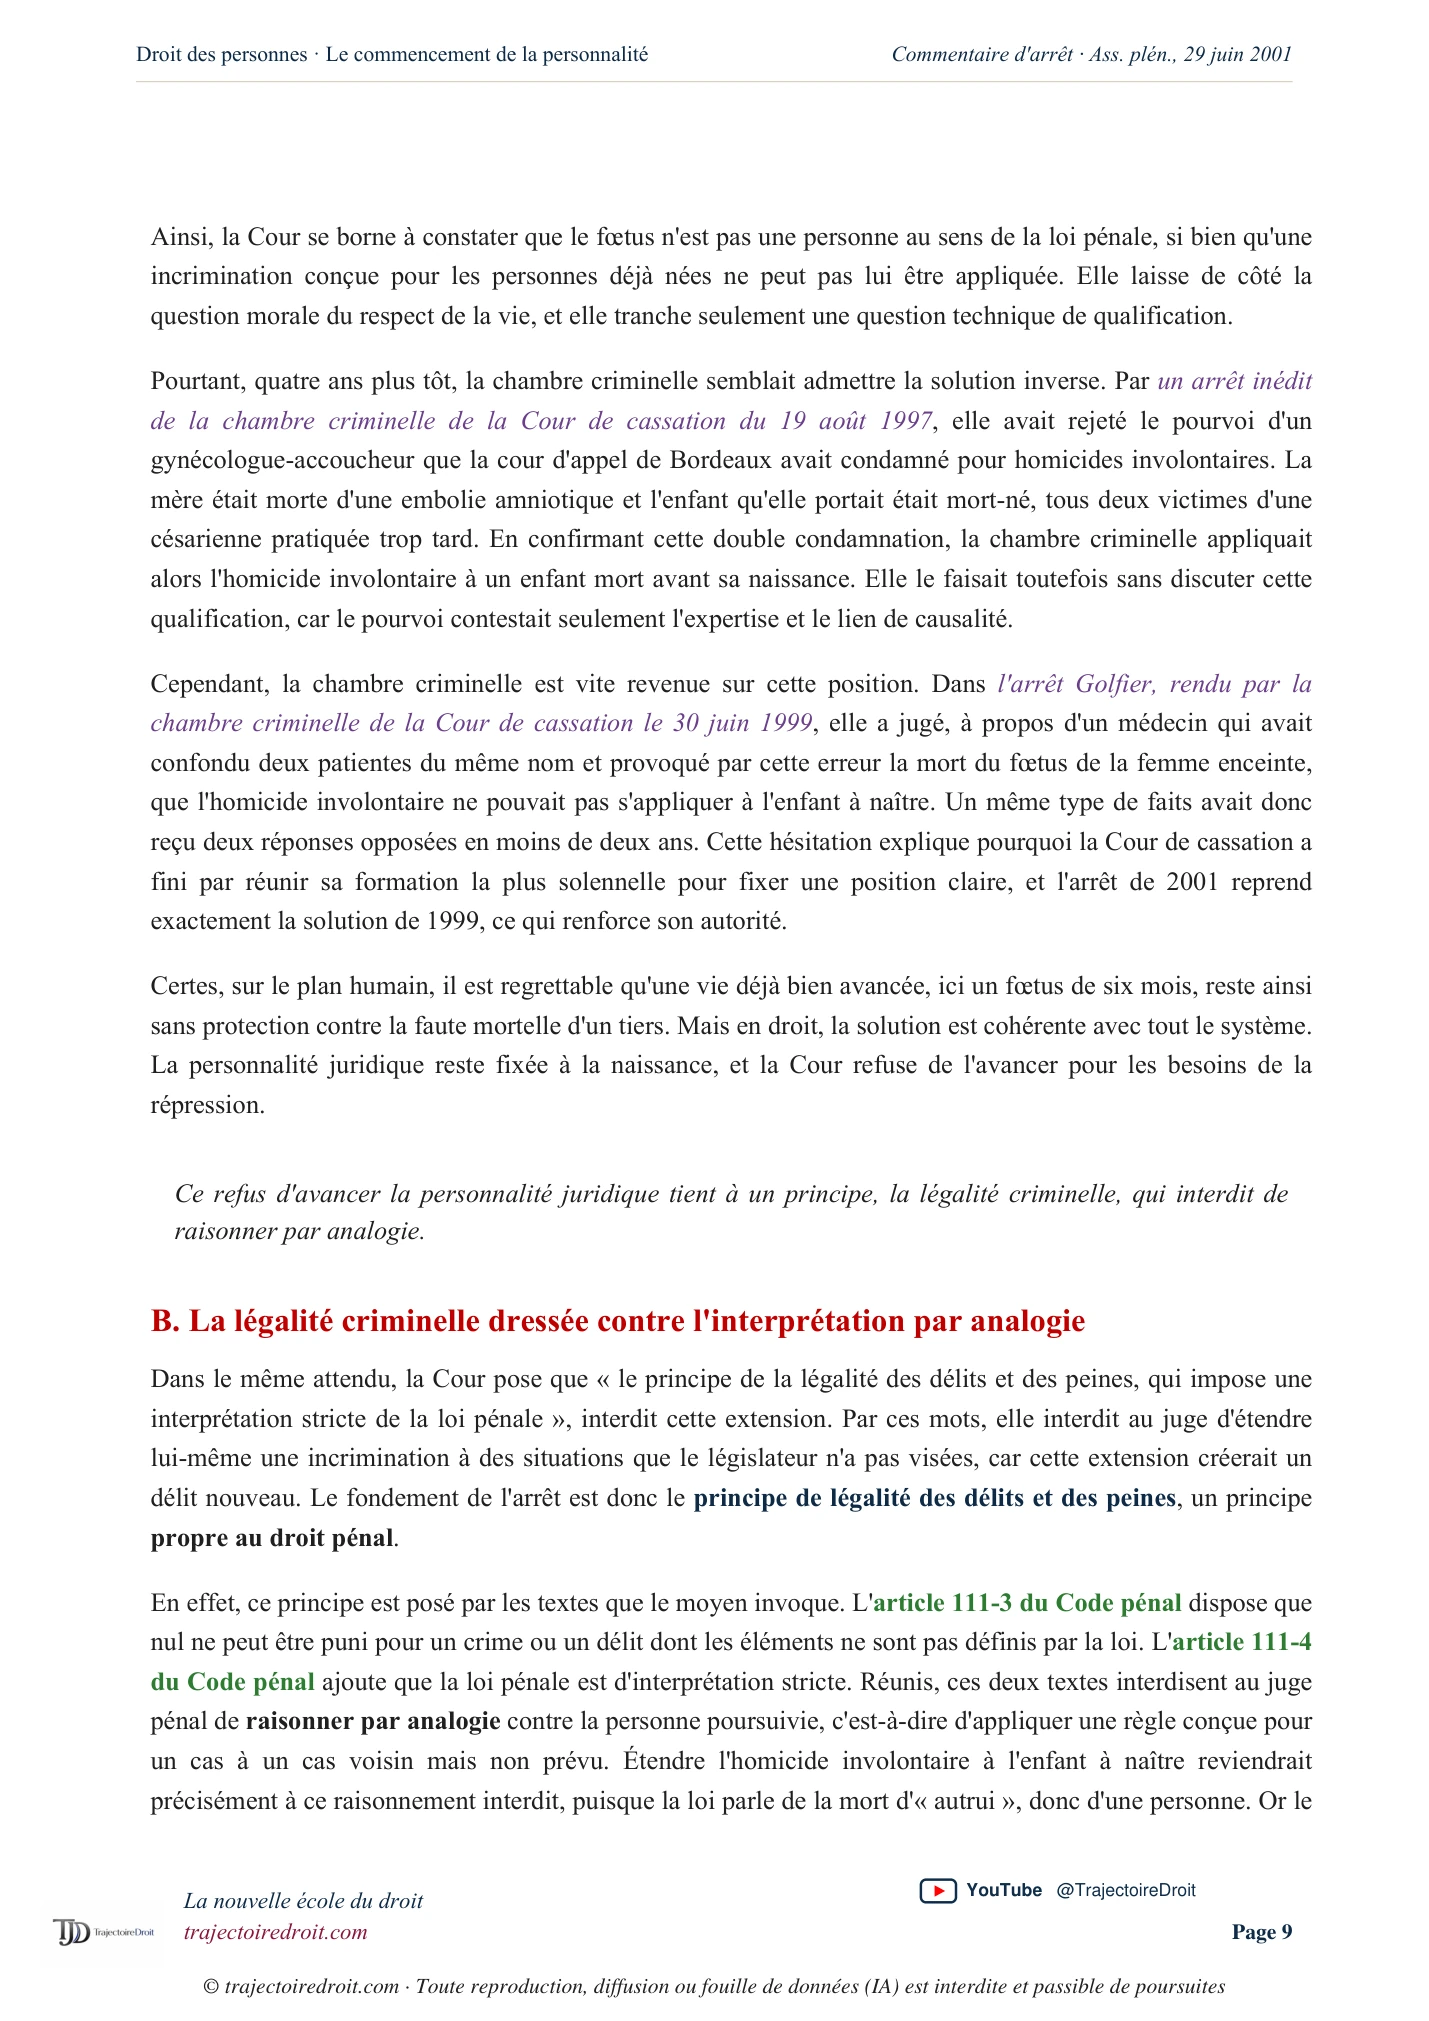 Droit des personnes · Le commencement de la personnalité
Commentaire d'arrêt · Ass. plén., 29 juin 2001
Ainsi, la Cour se borne à constater que le fœtus n'est pas une personne au sens de la loi pénale, si bien qu'une
incrimination conçue pour les personnes déjà nées ne peut pas lui être appliquée. Elle laisse de côté la
question morale du respect de la vie, et elle tranche seulement une question technique de qualification.
Pourtant, quatre ans plus tôt, la chambre criminelle semblait admettre la solution inverse. Par un arrêt inédit
de la chambre criminelle de la Cour de cassation du 19 août 1997, elle avait rejeté le pourvoi d'un
gynécologue-accoucheur que la cour d'appel de Bordeaux avait condamné pour homicides involontaires. La
mère était morte d'une embolie amniotique et l'enfant qu'elle portait était mort-né, tous deux victimes d'une
césarienne pratiquée trop tard. En confirmant cette double condamnation, la chambre criminelle appliquait
alors l'homicide involontaire à un enfant mort avant sa naissance. Elle le faisait toutefois sans discuter cette
qualification, car le pourvoi contestait seulement l'expertise et le lien de causalité.
Cependant, la chambre criminelle est vite revenue sur cette position. Dans l'arrêt Golfier, rendu par la
chambre criminelle de la Cour de cassation le 30 juin 1999, elle a jugé, à propos d'un médecin qui avait
confondu deux patientes du même nom et provoqué par cette erreur la mort du fœtus de la femme enceinte,
que l'homicide involontaire ne pouvait pas s'appliquer à l'enfant à naître. Un même type de faits avait donc
reçu deux réponses opposées en moins de deux ans. Cette hésitation explique pourquoi la Cour de cassation a
fini par réunir sa formation la plus solennelle pour fixer une position claire, et l'arrêt de 2001 reprend
exactement la solution de 1999, ce qui renforce son autorité.
Certes, sur le plan humain, il est regrettable qu'une vie déjà bien avancée, ici un fœtus de six mois, reste ainsi
sans protection contre la faute mortelle d'un tiers. Mais en droit, la solution est cohérente avec tout le système.
La personnalité juridique reste fixée à la naissance, et la Cour refuse de l'avancer pour les besoins de la
répression.
Ce refus d'avancer la personnalité juridique tient à un principe, la légalité criminelle, qui interdit de
raisonner par analogie.
B. La légalité criminelle dressée contre l'interprétation par analogie
Dans le même attendu, la Cour pose que « le principe de la légalité des délits et des peines, qui impose une
interprétation stricte de la loi pénale », interdit cette extension. Par ces mots, elle interdit au juge d'étendre
lui-même une incrimination à des situations que le législateur n'a pas visées, car cette extension créerait un
délit nouveau. Le fondement de l'arrêt est donc le principe de légalité des délits et des peines, un principe
propre au droit pénal.
En effet, ce principe est posé par les textes que le moyen invoque. L'article 111-3 du Code pénal dispose que
nul ne peut être puni pour un crime ou un délit dont les éléments ne sont pas définis par la loi. L'article 111-4
du Code pénal ajoute que la loi pénale est d'interprétation stricte. Réunis, ces deux textes interdisent au juge
pénal de raisonner par analogie contre la personne poursuivie, c'est-à-dire d'appliquer une règle conçue pour
un cas à un cas voisin mais non prévu. Étendre l'homicide involontaire à l'enfant à naître reviendrait
précisément à ce raisonnement interdit, puisque la loi parle de la mort d'« autrui », donc d'une personne. Or le
TJD TrajectoireDroit
La nouvelle école du droit
trajectoiredroit.com
YouTube @TrajectoireDroit
Page 9
© trajectoiredroit.com · Toute reproduction, diffusion ou fouille de données (IA) est interdite et passible de poursuites